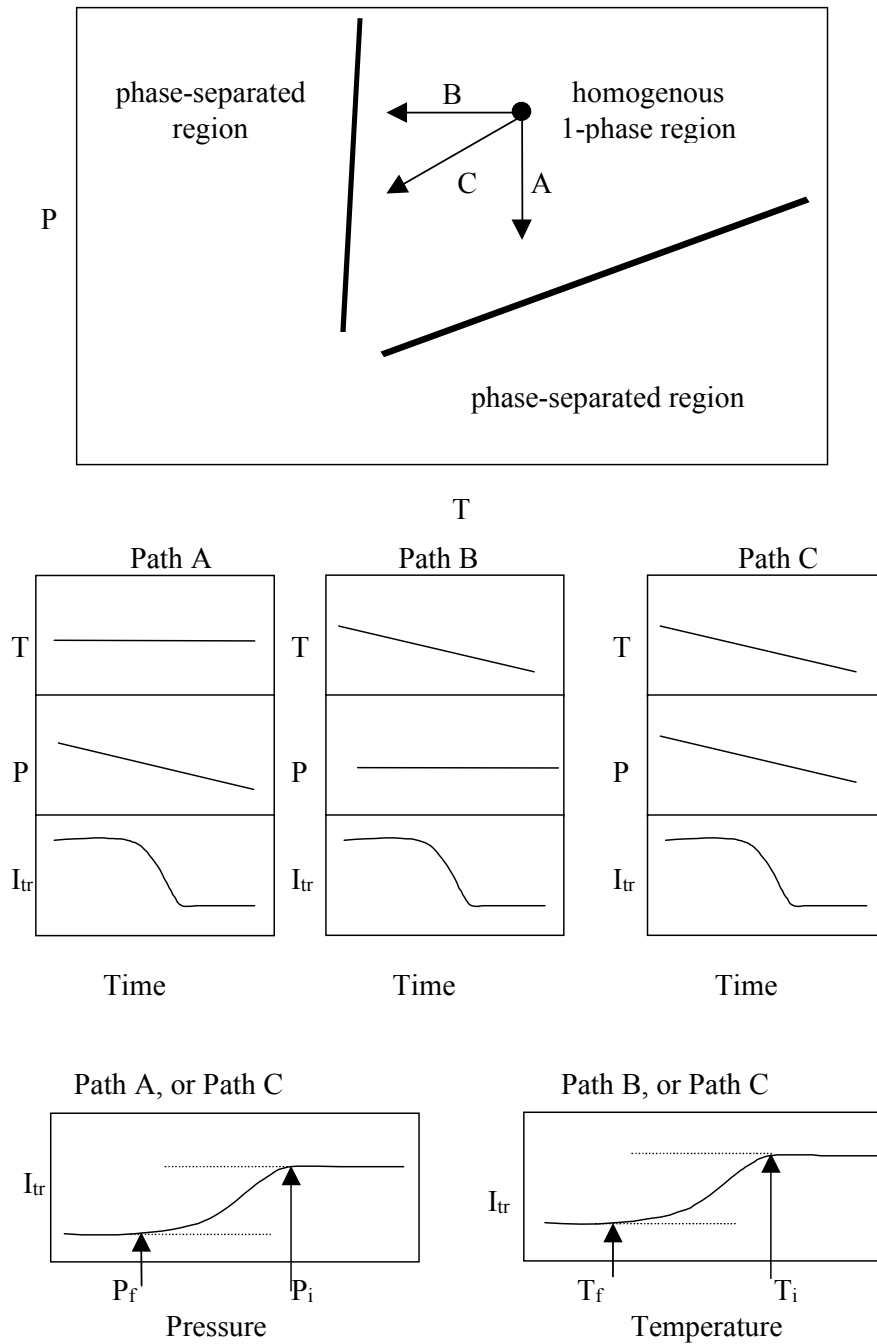 phase-separated
region
B
homogenous
1-phase region
C
A
P
phase-separated region
T
Path A
Path B
Path C
T
T
T
P
P
P
Itr
Itr
Itr
Time
Time
Time
Path A, or Path C
Path B, or Path C
Itr
Itr
Pf
Pi
Tf
Ti
Pressure
Temperature